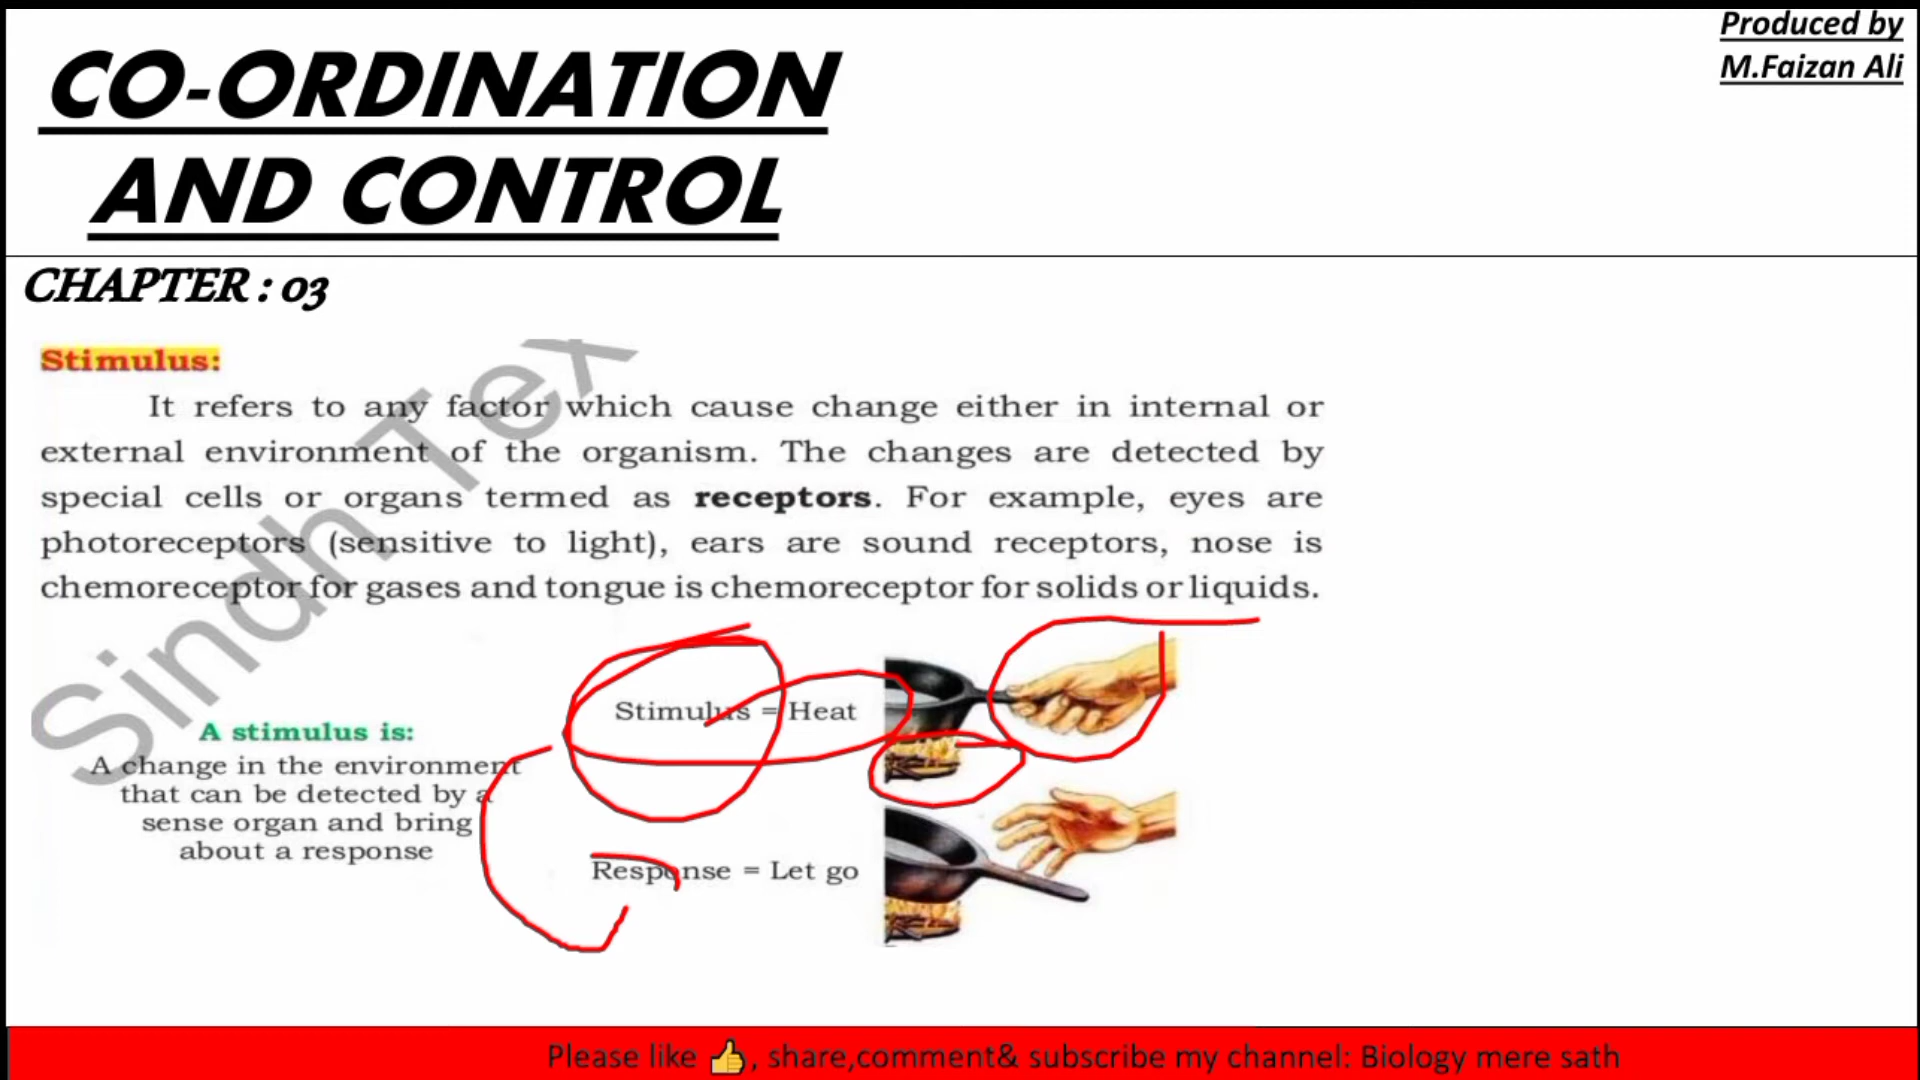 Produced by
M.Faizan Ali
CO-ORDINATION
AND CONTROL
CHAPTER : 03
Stimulus:
It refers to any factor which cause change either in internal or
external environment of the organism. The changes are detected by
special cells or organs termed as receptors. For example, eyes are
photoreceptors (sensitive to light), ears are sound receptors, nose is
chemoreceptor for gases and tongue is chemoreceptor for solids or liquids.
Sindh Tex
Stimulus = Heat
A stimulus is:
A change in the environment
that can be detected by a
sense organ and bring
about a response
Response = Let go
Please like 👍, share,comment& subscribe my channel: Biology mere sath